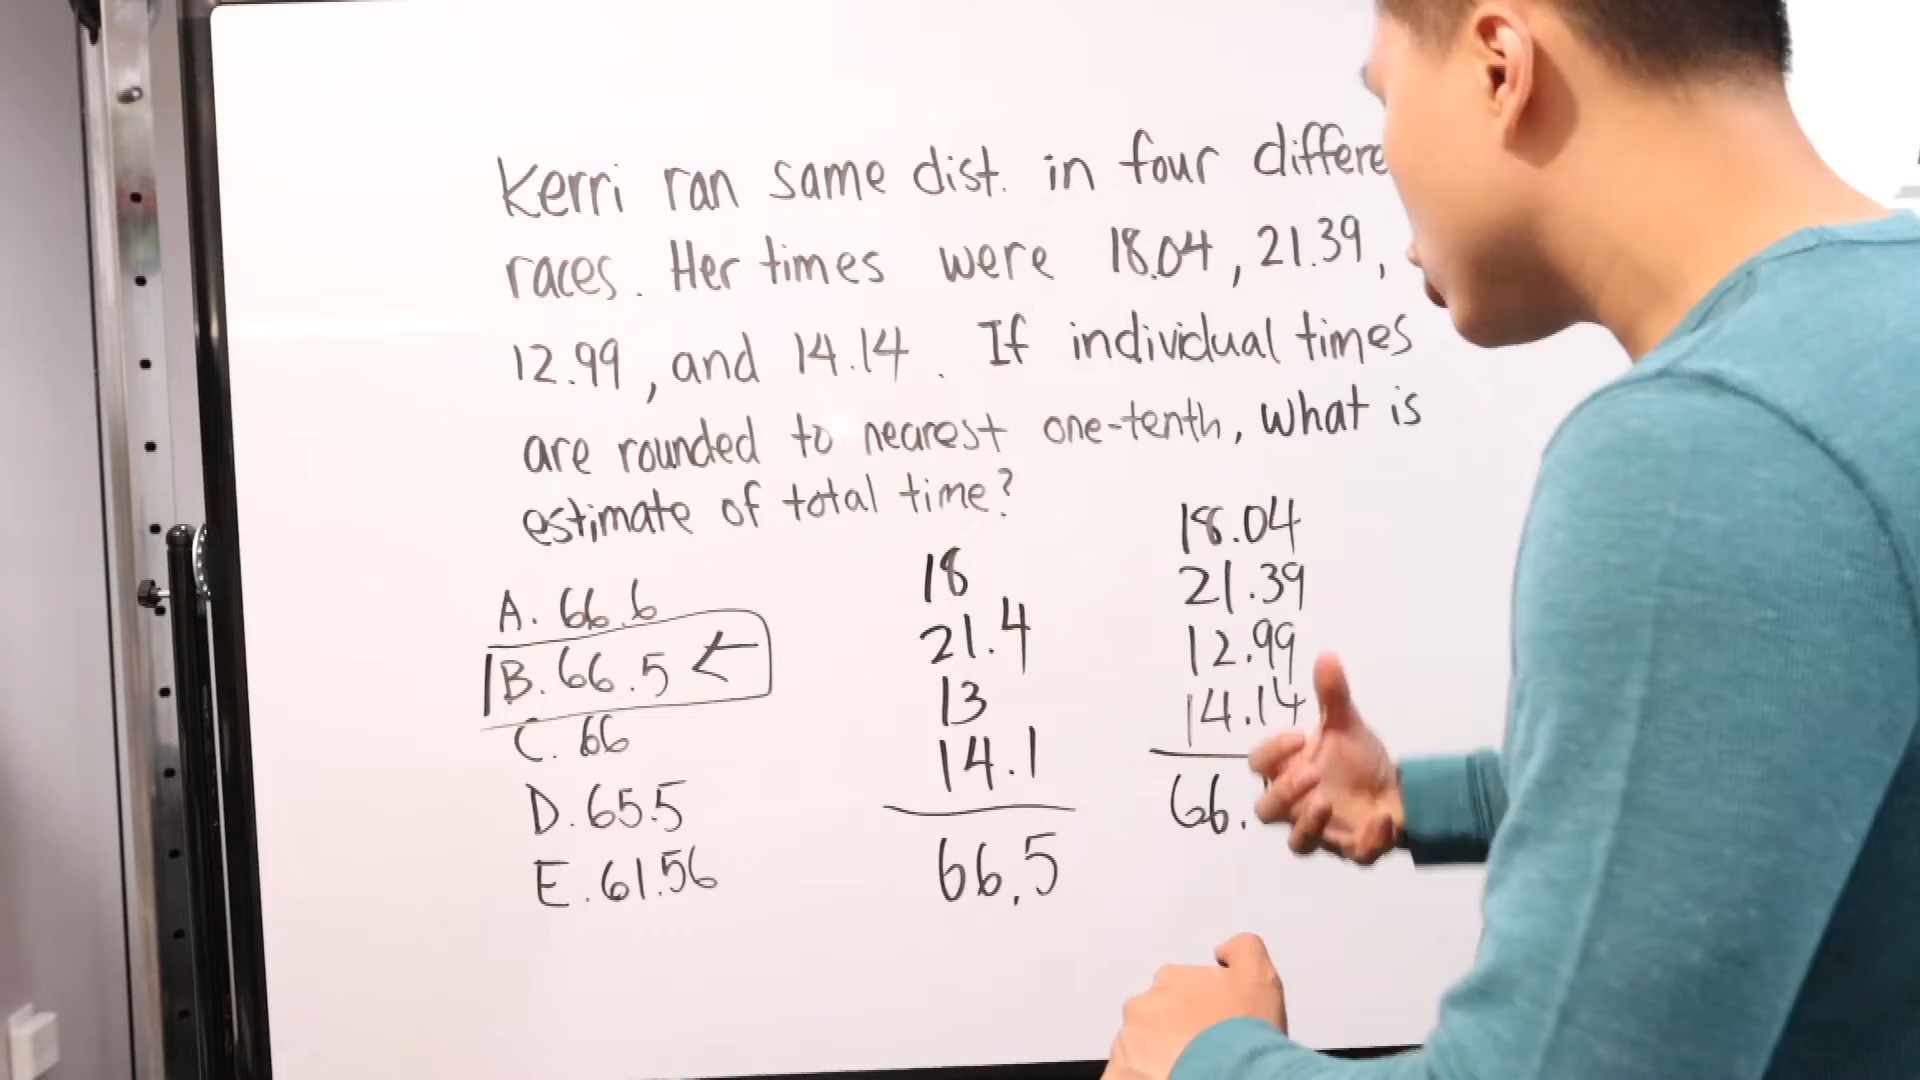 Kerri ran same dist. in four differe
races. Her times were 18.04, 21.39,
12.99, and 14.14. If individual times
are rounded to nearest one-tenth, what is
estimate of total time?
A. 66.6
B. 66.5 ←
C. 66
D. 65.5
E. 61.56
18
21.4
13
14.1
66.5
18.04
21.39
12.99
14.14
66.